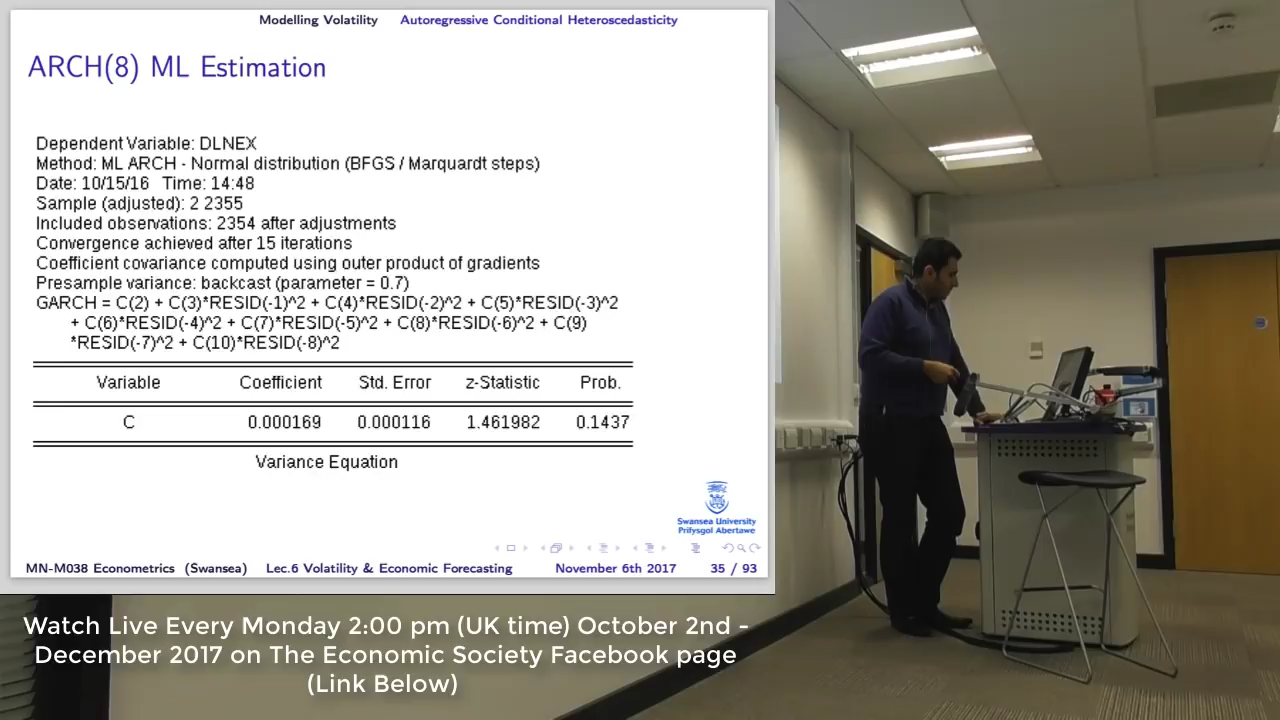 Modelling Volatility Autoregressive Conditional Heteroscedasticity
ARCH(8) ML Estimation
Dependent Variable: DLNEX
Method: ML ARCH - Normal distribution (BFGS / Marquardt steps)
Date: 10/15/16 Time: 14:48
Sample (adjusted): 2 2355
Included observations: 2354 after adjustments
Convergence achieved after 15 iterations
Coefficient covariance computed using outer product of gradients
Presample variance: backcast (parameter = 0.7)
GARCH = C(2) + C(3)*RESID(-1)^2 + C(4)*RESID(-2)^2 + C(5)*RESID(-3)^2
+ C(6)*RESID(-4)^2 + C(7)*RESID(-5)^2 + C(8)*RESID(-6)^2 + C(9)
*RESID(-7)^2 + C(10)*RESID(-8)^2
Variable Coefficient Std. Error z-Statistic Prob.
C 0.000169 0.000116 1.461982 0.1437
Variance Equation
Swansea University
Prifysgol Abertawe
MN-M038 Econometrics (Swansea) Lec.6 Volatility & Economic Forecasting November 6th 2017 35 / 93
Watch Live Every Monday 2:00 pm (UK time) October 2nd -
December 2017 on The Economic Society Facebook page
(Link Below)